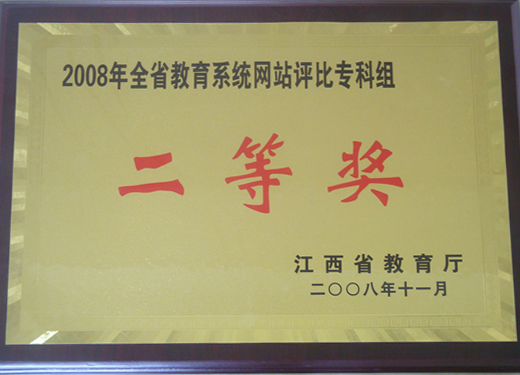 2008年全省教育系统网站评比专科组
二等奖
江西省教育厅
二〇〇八年十一月